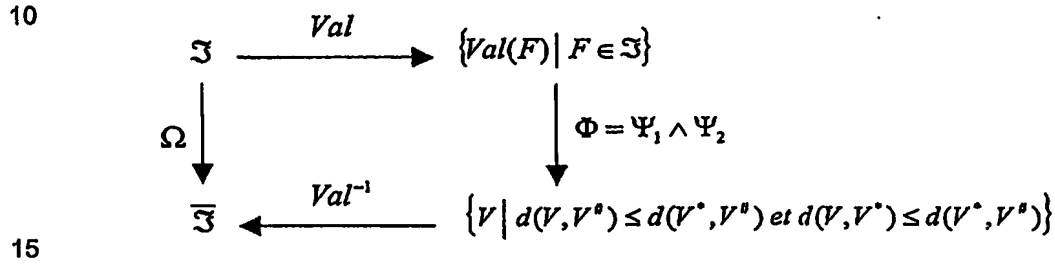 10
ℑ Val {Val(F) | F ∈ ℑ}
Ω Φ = Ψ₁ ∧ Ψ₂
ℑ̅ Val⁻¹ {V | d(V,V⁰) ≤ d(V*,V⁰) et d(V,V*) ≤ d(V*,V⁰)}
15